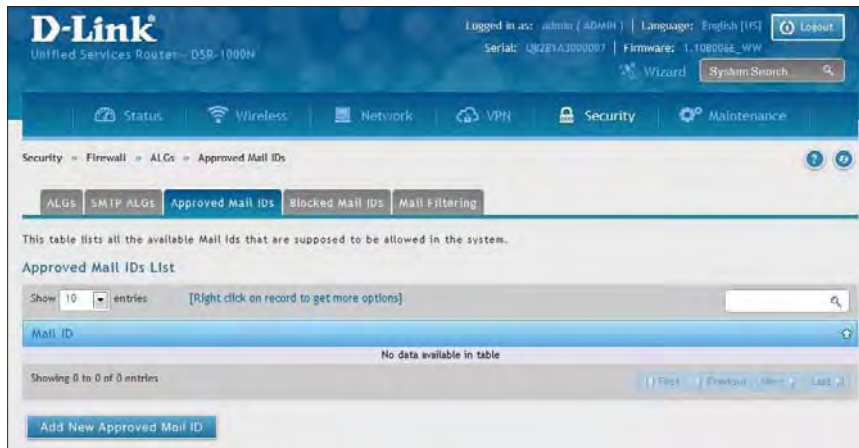 D-Link
Unified Services Router - DSR-1000N
Logged in as: admin ( ADMIN ) | Language: English [US]
Logout
Serial: | Firmware:
Wizard
System Search
Status
Wireless
Network
VPN
Security
Maintenance
Security » Firewall » ALGs » Approved Mail IDs
ALGs
SMTP ALGs
Approved Mail IDs
Blocked Mail IDs
Mail Filtering
This table lists all the available Mail ids that are supposed to be allowed in the system.
Approved Mail IDs List
Show 10 entries
[Right click on record to get more options]
Mail ID
No data available in table
Showing 0 to 0 of 0 entries
First
Previous
Next
Last
Add New Approved Mail ID